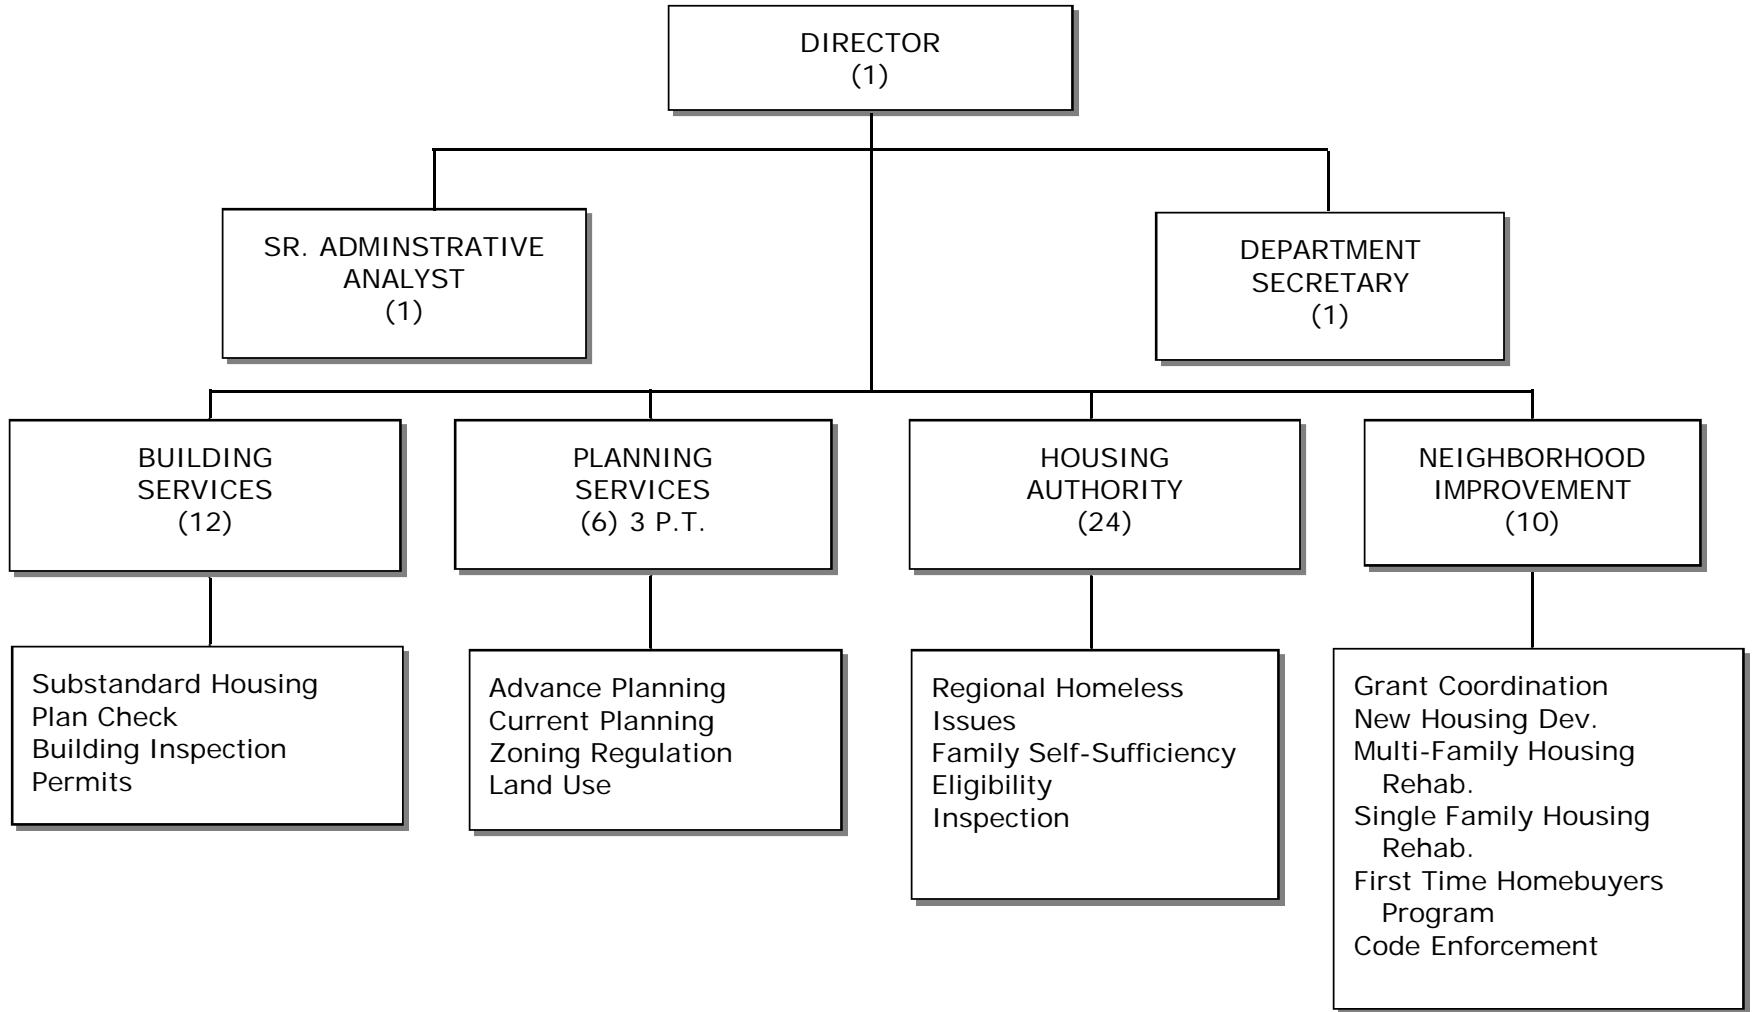 DIRECTOR
(1)
SR. ADMINSTRATIVE
ANALYST
(1)
DEPARTMENT
SECRETARY
(1)
BUILDING
SERVICES
(12)
PLANNING
SERVICES
(6) 3 P.T.
HOUSING
AUTHORITY
(24)
NEIGHBORHOOD
IMPROVEMENT
(10)
Substandard Housing
Plan Check
Building Inspection
Permits
Advance Planning
Current Planning
Zoning Regulation
Land Use
Regional Homeless
Issues
Family Self-Sufficiency
Eligibility
Inspection
Grant Coordination
New Housing Dev.
Multi-Family Housing
Rehab.
Single Family Housing
Rehab.
First Time Homebuyers
Program
Code Enforcement